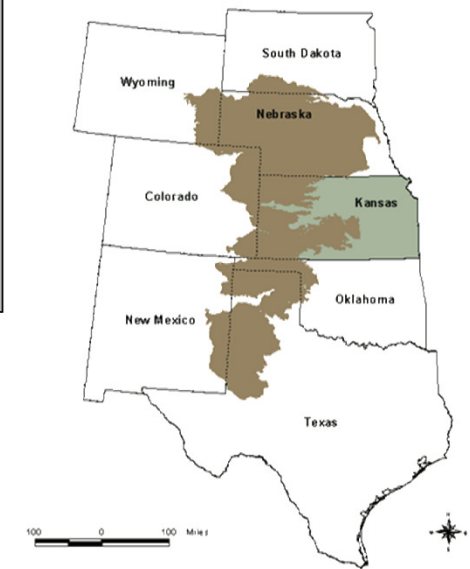 South Dakota
Wyoming
Nebraska
Colorado
Kansas
Oklahoma
New Mexico
Texas
100 0 100 Miles
N